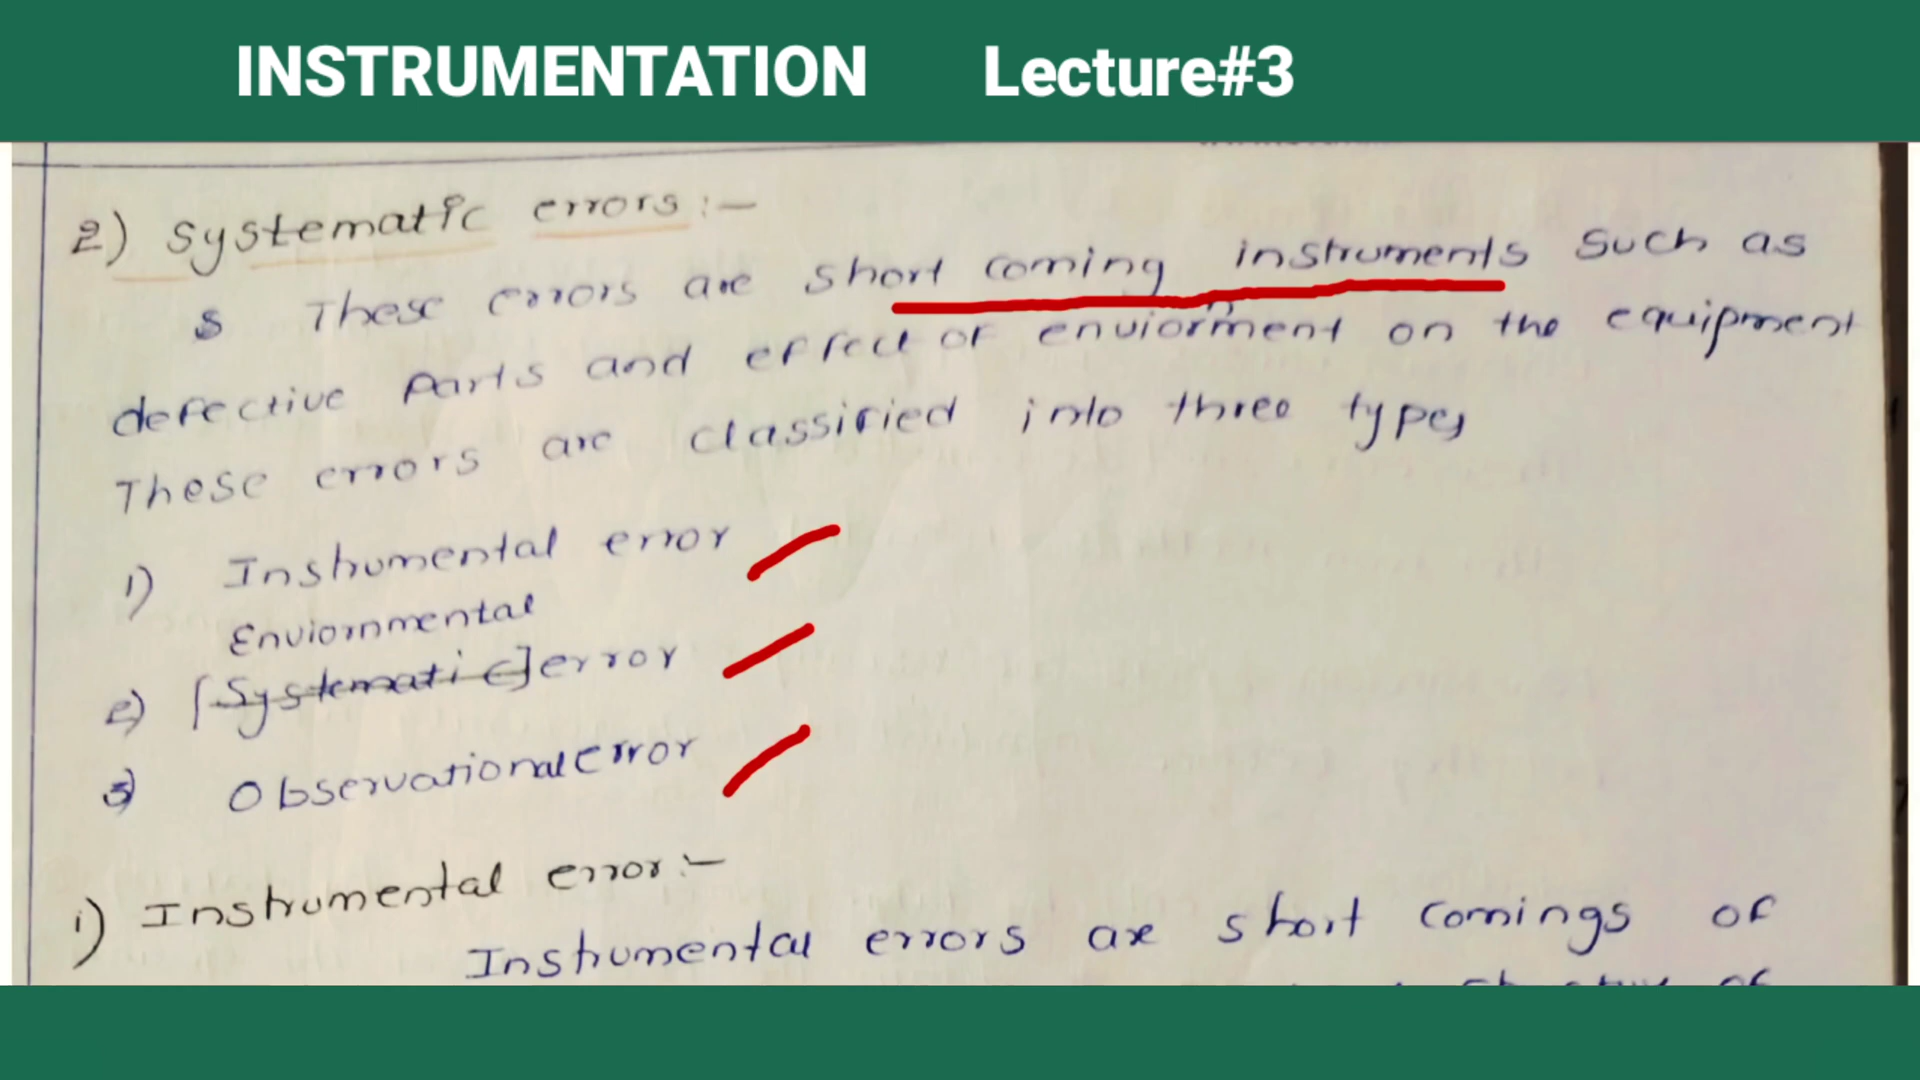 INSTRUMENTATION Lecture#3
2) Systematic errors:-
s These errors are short coming instruments such as
defective parts and effect of enviornment on the equipment
These errors are classified into three types
1) Instrumental error
Enviornmental
2) [Systematic] error
3) Observational error
1) Instrumental error:-
Instrumental errors are short comings of
of